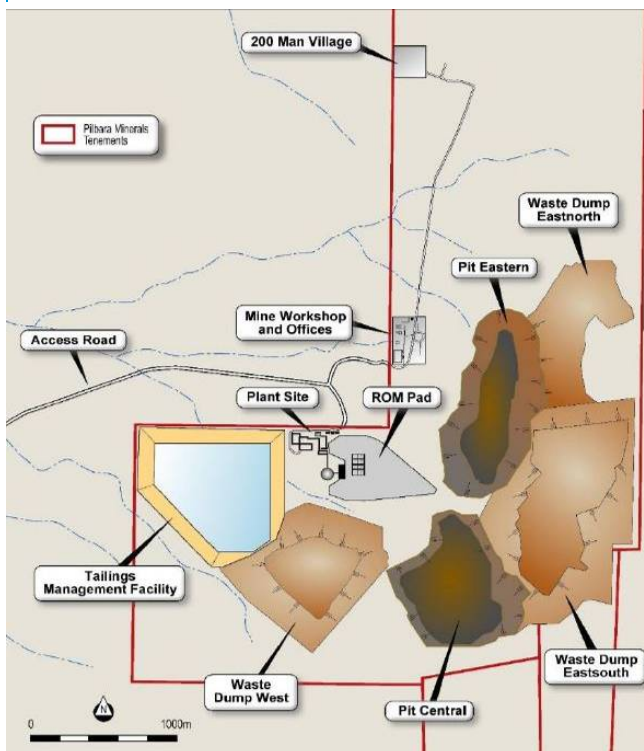 200 Man Village
Pilbara Minerals
Tenements
Waste Dump
Eastnorth
Pit Eastern
Mine Workshop
and Offices
Access Road
Plant Site
ROM Pad
Tailings
Management Facility
Waste
Dump West
Pit Central
Waste Dump
Eastsouth
N
0
1000m